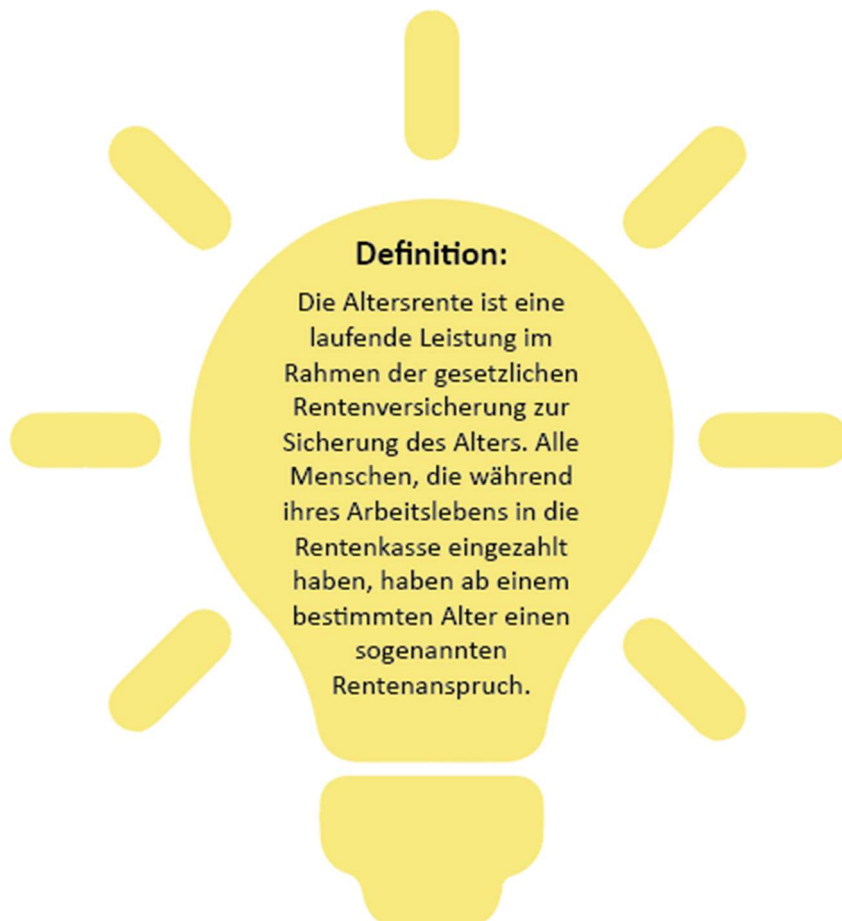 Definition:
Die Altersrente ist eine
laufende Leistung im
Rahmen der gesetzlichen
Rentenversicherung zur
Sicherung des Alters. Alle
Menschen, die während
ihres Arbeitslebens in die
Rentenkasse eingezahlt
haben, haben ab einem
bestimmten Alter einen
sogenannten
Rentenanspruch.